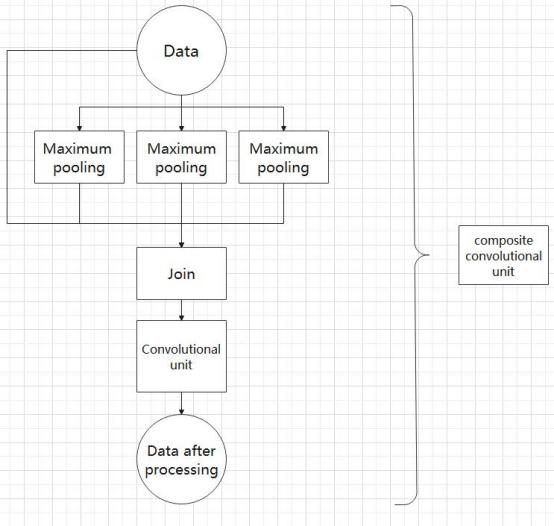 Data
Maximum
pooling
Maximum
pooling
Maximum
pooling
composite
convolutional
unit
Join
Convolutional
unit
Data after
processing